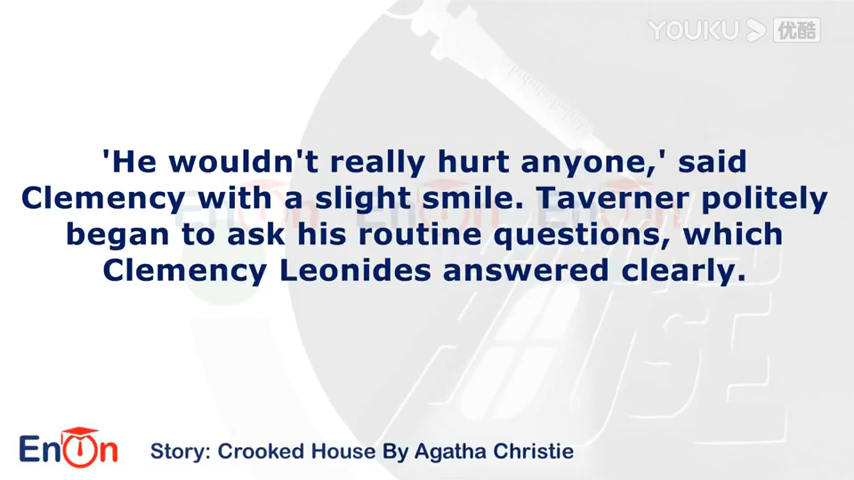 YOUKU 优酷
'He wouldn't really hurt anyone,' said
Clemency with a slight smile. Taverner politely
began to ask his routine questions, which
Clemency Leonides answered clearly.
HOUSE
EnOn
Story: Crooked House By Agatha Christie